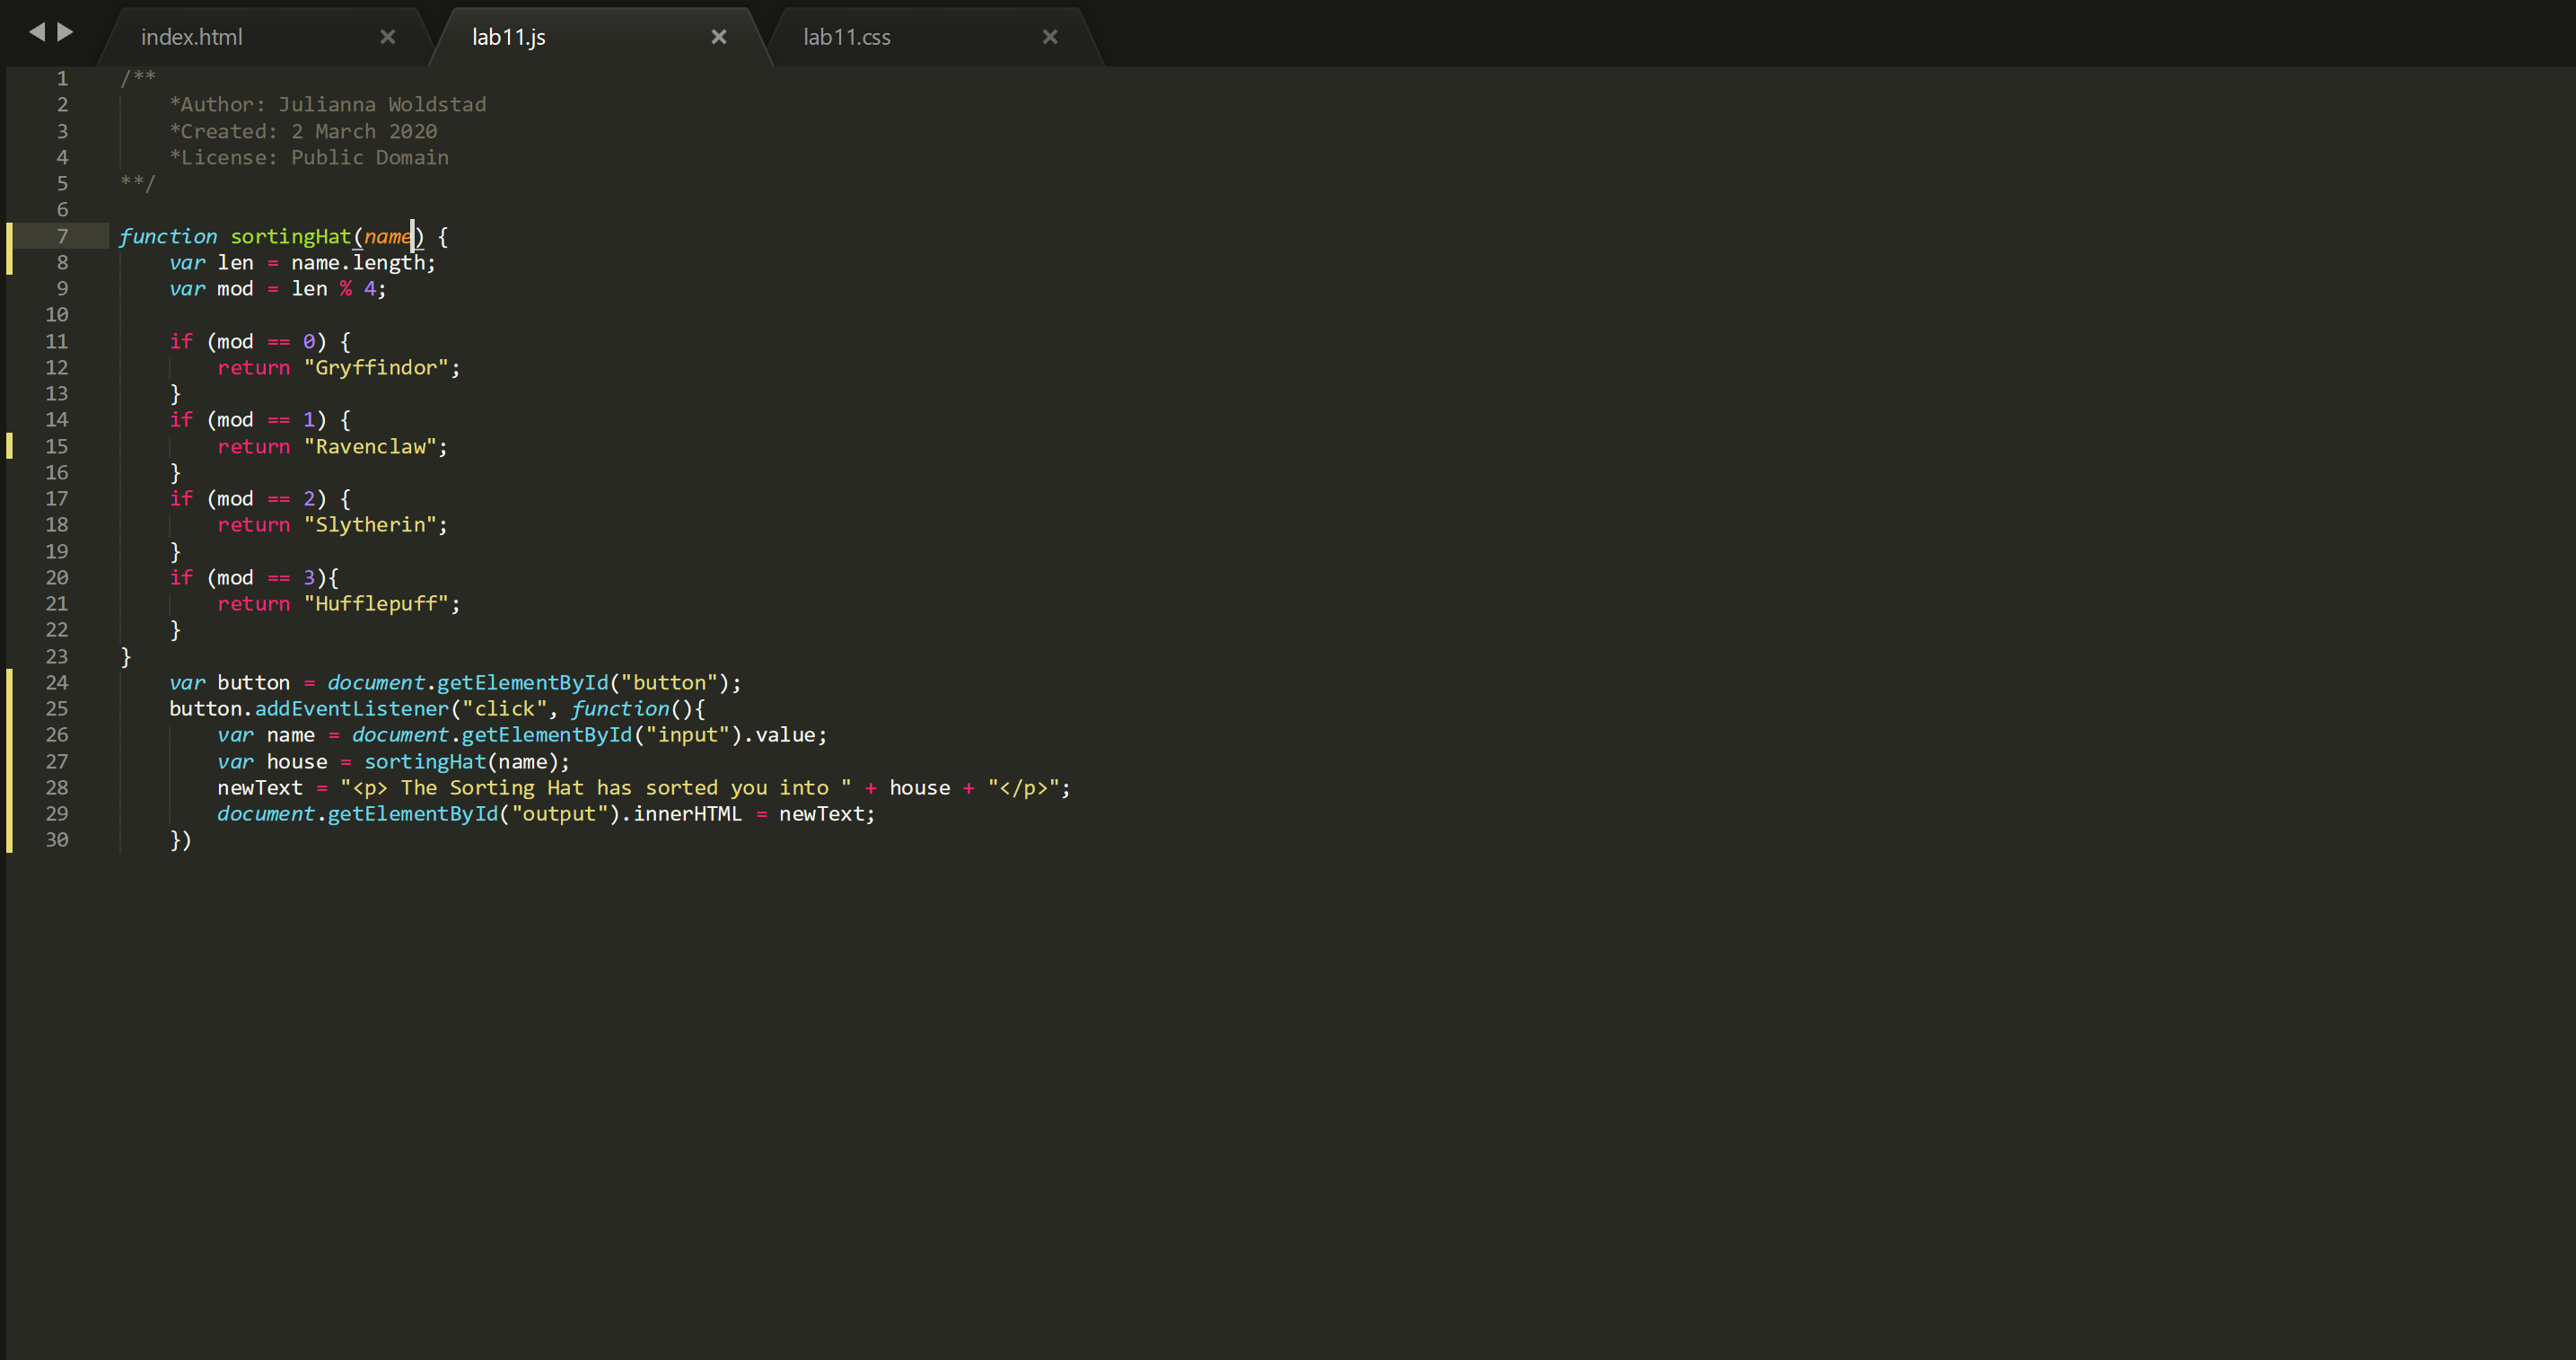 index.html × lab11.js × lab11.css ×
1 /**
2 *Author: Julianna Woldstad
3 *Created: 2 March 2020
4 *License: Public Domain
5 **/
6
7 function sortingHat(name) {
8 var len = name.length;
9 var mod = len % 4;
10
11 if (mod == 0) {
12 return "Gryffindor";
13 }
14 if (mod == 1) {
15 return "Ravenclaw";
16 }
17 if (mod == 2) {
18 return "Slytherin";
19 }
20 if (mod == 3){
21 return "Hufflepuff";
22 }
23 }
24 var button = document.getElementById("button");
25 button.addEventListener("click", function(){
26 var name = document.getElementById("input").value;
27 var house = sortingHat(name);
28 newText = "<p> The Sorting Hat has sorted you into " + house + "</p>";
29 document.getElementById("output").innerHTML = newText;
30 })